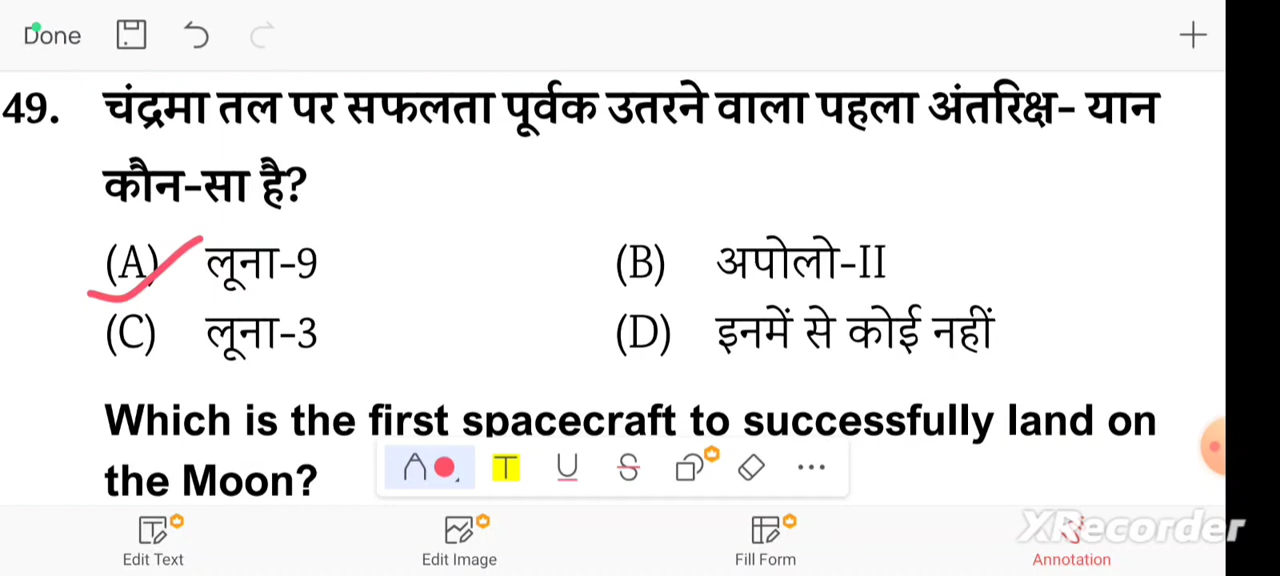 Done
49. चंद्रमा तल पर सफलता पूर्वक उतरने वाला पहला अंतरिक्ष- यान
कौन-सा है?
(A) लूना-9 (B) अपोलो-II
(C) लूना-3 (D) इनमें से कोई नहीं
Which is the first spacecraft to successfully land on
the Moon?
T U S
Edit Text Edit Image Fill Form Annotation
XRecorder